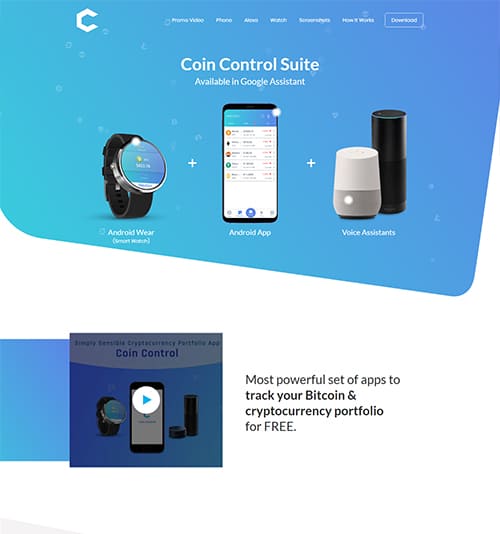 Promo Video Phone Alexa Watch Screenshots How It Works Download
Coin Control Suite
Available in Google Assistant
+ +
Android Wear Android App Voice Assistants
(Smart Watch)
Simply Sensible Cryptocurrency Portfolio App
Coin Control
Most powerful set of apps to
track your Bitcoin &
cryptocurrency portfolio
for FREE.